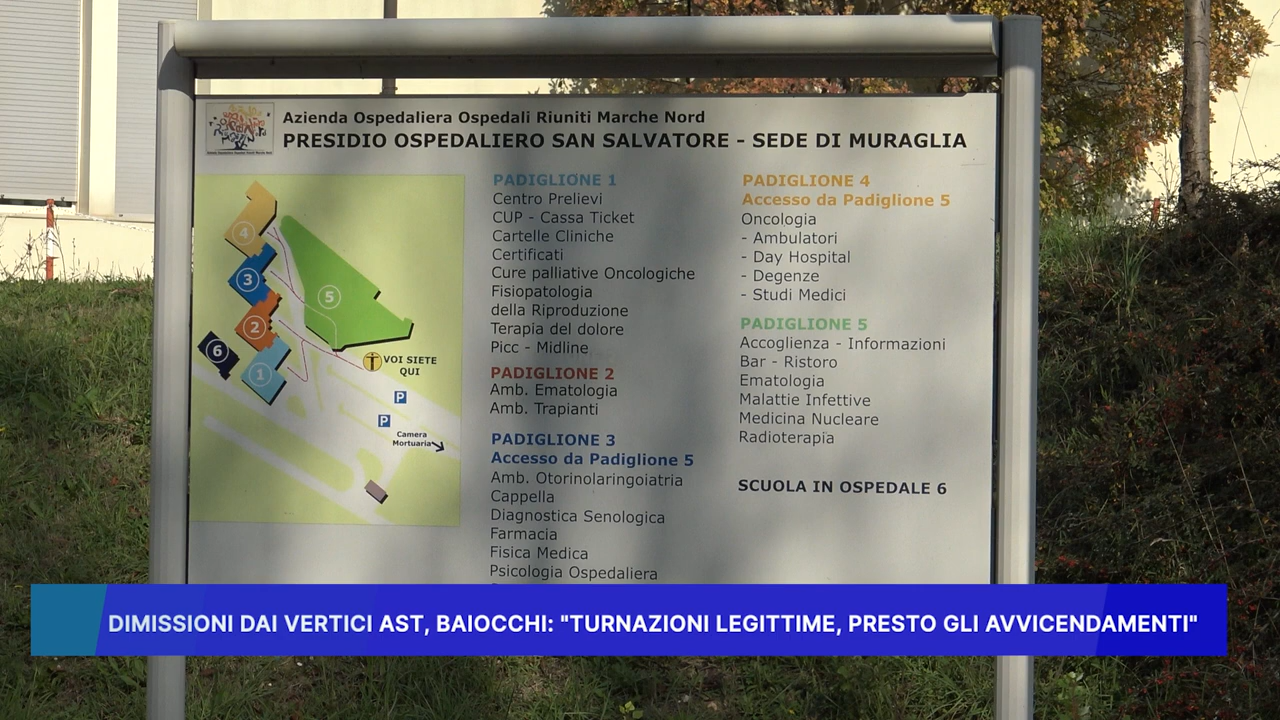 Azienda Ospedaliera Ospedali Riuniti Marche Nord
PRESIDIO OSPEDALIERO SAN SALVATORE - SEDE DI MURAGLIA
4
3
2
1
6
5
VOI SIETE
QUI
P
P
Camera
Mortuaria
PADIGLIONE 1
Centro Prelievi
CUP - Cassa Ticket
Cartelle Cliniche
Certificati
Cure palliative Oncologiche
Fisiopatologia
della Riproduzione
Terapia del dolore
Picc - Midline
PADIGLIONE 2
Amb. Ematologia
Amb. Trapianti
PADIGLIONE 3
Accesso da Padiglione 5
Amb. Otorinolaringoiatria
Cappella
Diagnostica Senologica
Farmacia
Fisica Medica
Psicologia Ospedaliera
PADIGLIONE 4
Accesso da Padiglione 5
Oncologia
- Ambulatori
- Day Hospital
- Degenze
- Studi Medici
PADIGLIONE 5
Accoglienza - Informazioni
Bar - Ristoro
Ematologia
Malattie Infettive
Medicina Nucleare
Radioterapia
SCUOLA IN OSPEDALE 6
DIMISSIONI DAI VERTICI AST, BAIOCCHI: "TURNAZIONI LEGITTIME, PRESTO GLI AVVICENDAMENTI"